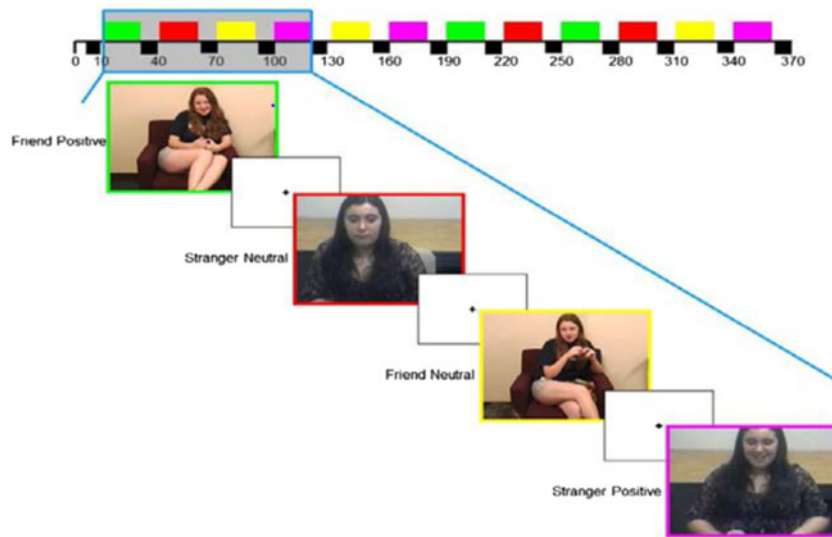 0 10 40 70 100 130 160 190 220 250 280 310 340 370
Friend Positive
Stranger Neutral
Friend Neutral
Stranger Positive